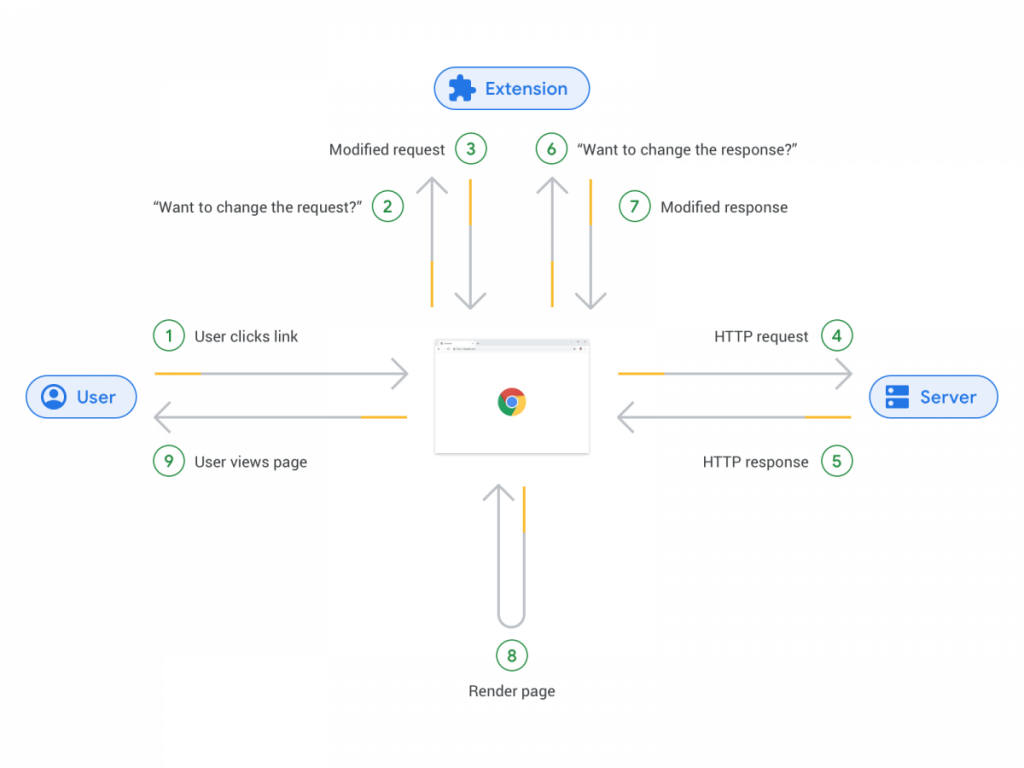 Extension
Modified request 3
6 “Want to change the response?”
“Want to change the request?” 2
7 Modified response
1 User clicks link
HTTP request 4
User
Server
9 User views page
HTTP response 5
8
Render page